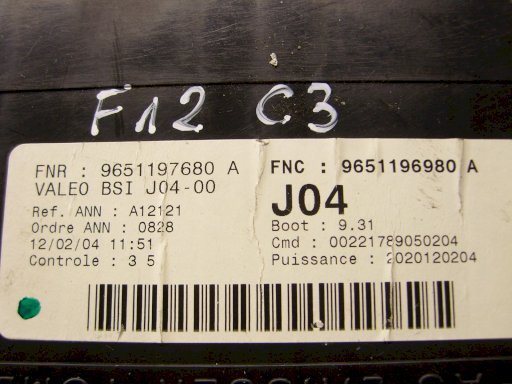 F12 C3
FNR : 9651197680 A
VALEO BSI J04-00
Ref. ANN : A12121
Ordre ANN : 0828
12/02/04 11:51
Controle : 3 5
FNC : 9651196980 A
J04
Boot : 9.31
Cmd : 00221789050204
Puissance : 2020120204